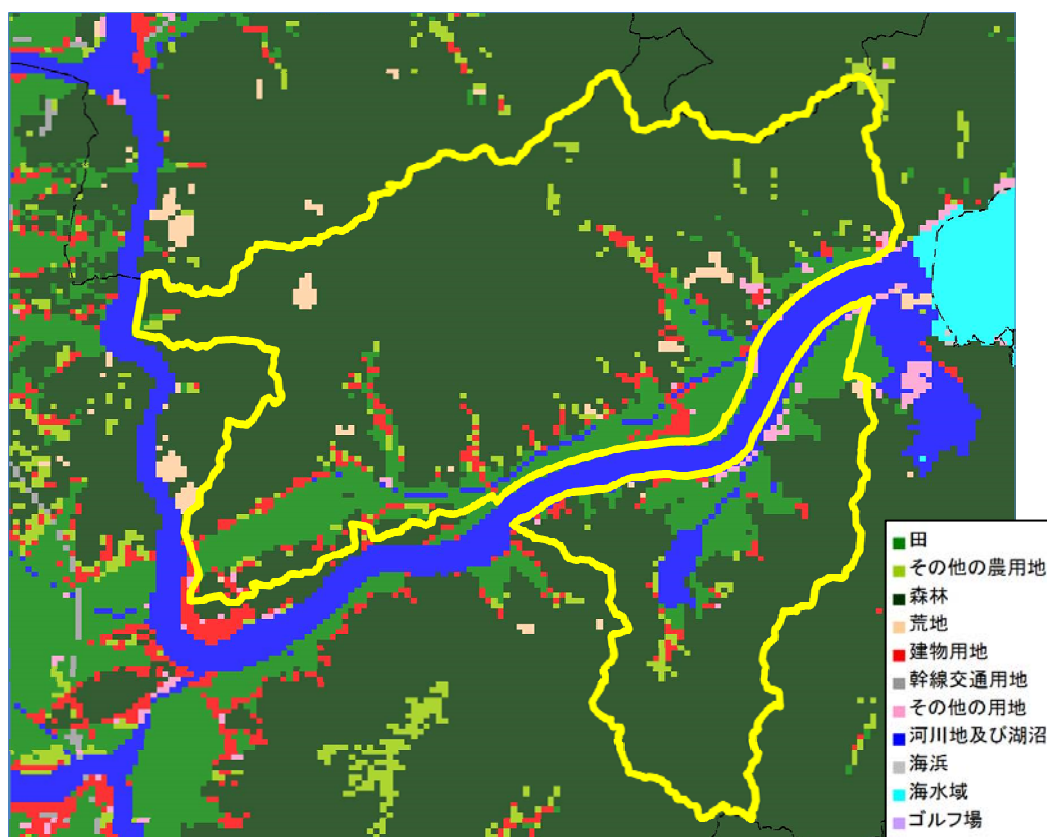 田
その他の農用地
森林
荒地
建物用地
幹線交通用地
その他の用地
河川地及び湖沼
海浜
海水域
ゴルフ場